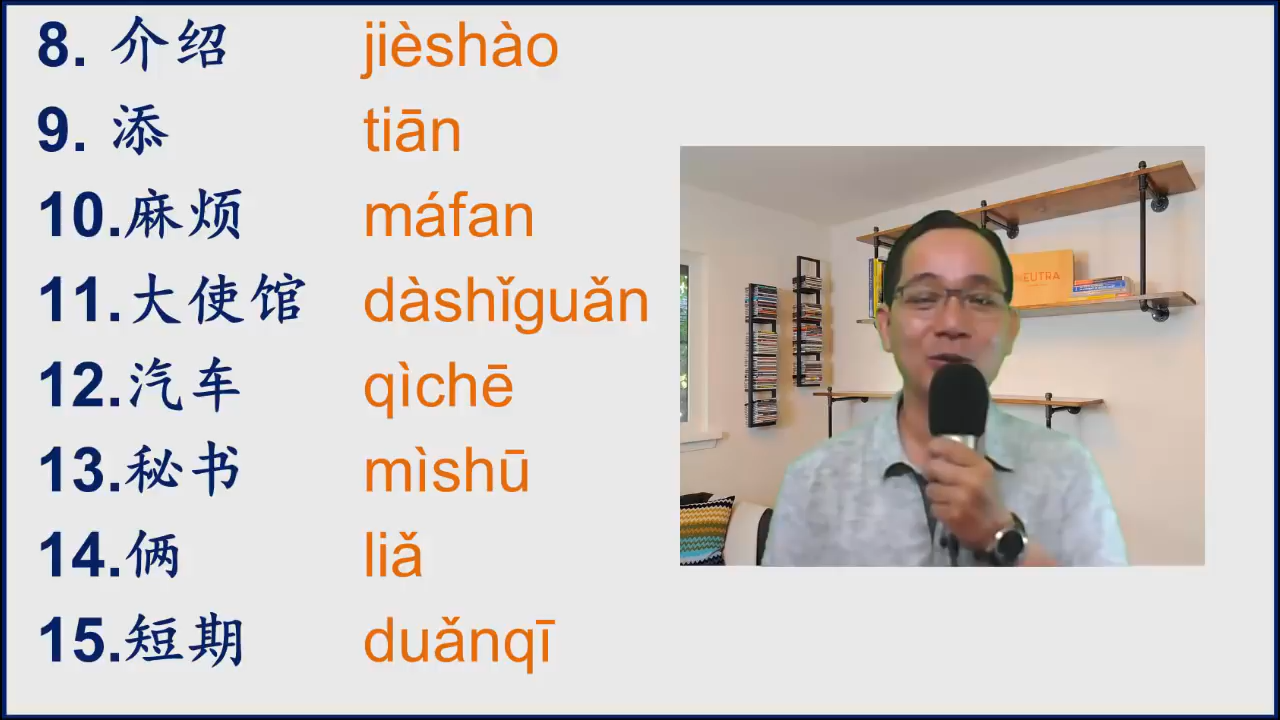 8. 介绍 jièshào
9. 添 tiān
10.麻烦 máfan
11.大使馆 dàshǐguǎn
12.汽车 qìchē
13.秘书 mìshū
14.俩 liǎ
15.短期 duǎnqī
NEUTRA